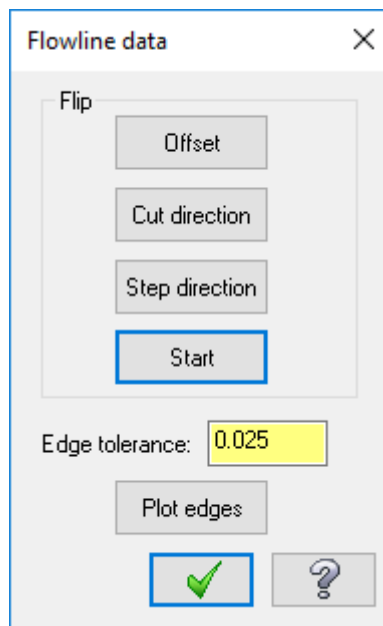 Flowline data
Flip
Offset
Cut direction
Step direction
Start
Edge tolerance: 0.025
Plot edges